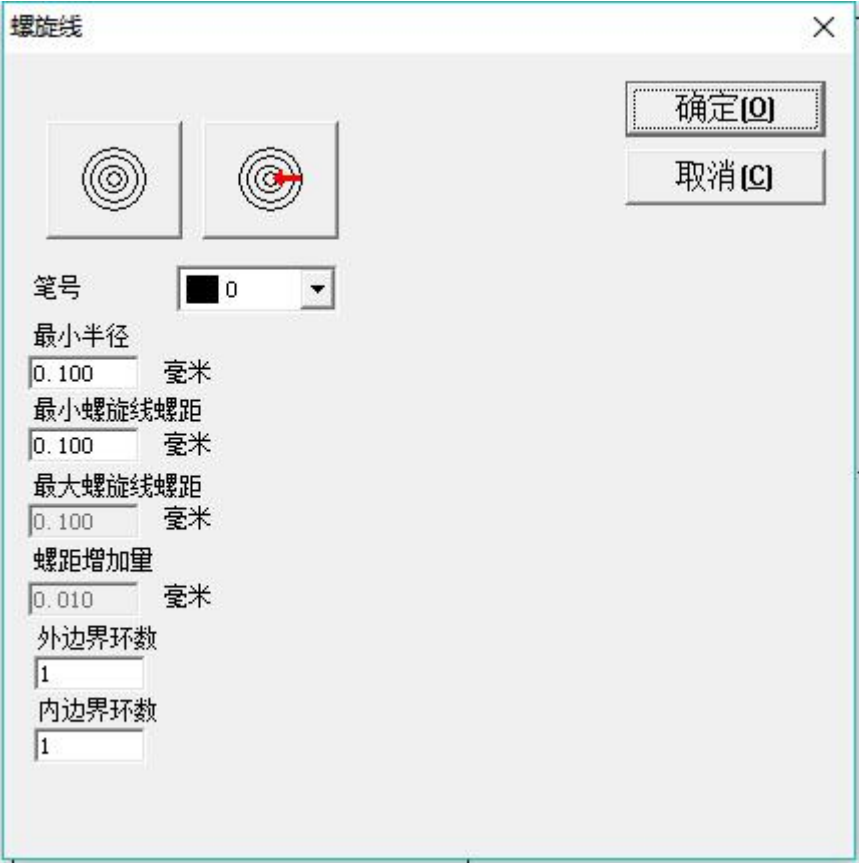 螺旋线
确定(O)
取消(C)
笔号 0
最小半径
0.100 毫米
最小螺旋线螺距
0.100 毫米
最大螺旋线螺距
0.100 毫米
螺距增加量
0.010 毫米
外边界环数
1
内边界环数
1